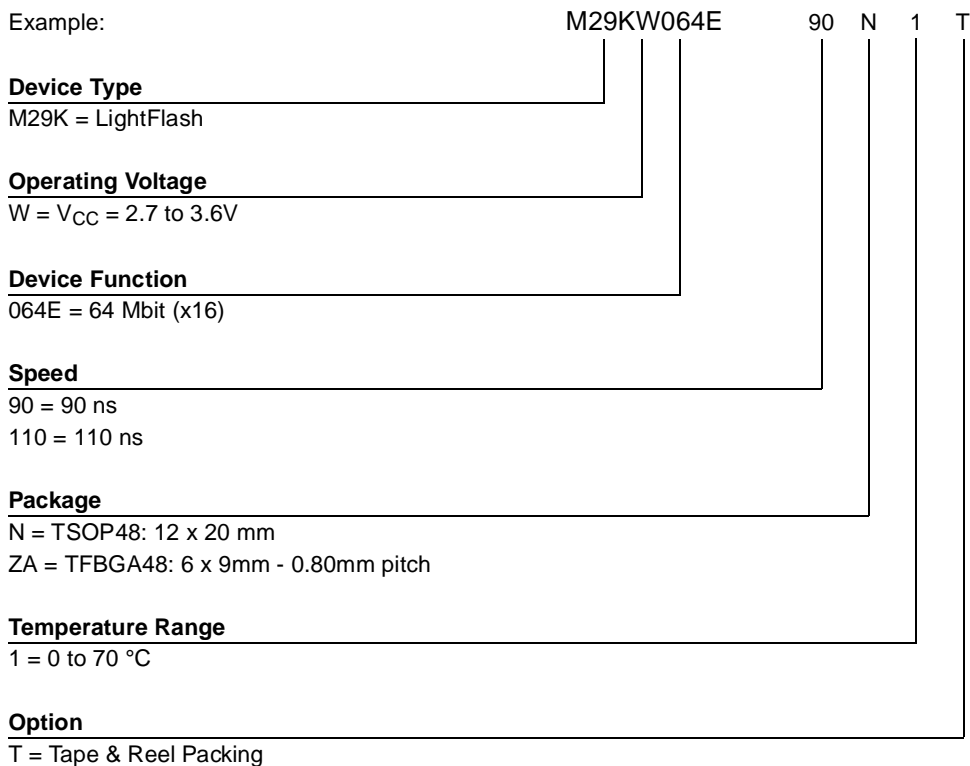 Example: M29KW064E 90 N 1 T
Device Type
M29K = LightFlash
Operating Voltage
W = VCC = 2.7 to 3.6V
Device Function
064E = 64 Mbit (x16)
Speed
90 = 90 ns
110 = 110 ns
Package
N = TSOP48: 12 x 20 mm
ZA = TFBGA48: 6 x 9mm - 0.80mm pitch
Temperature Range
1 = 0 to 70 °C
Option
T = Tape & Reel Packing